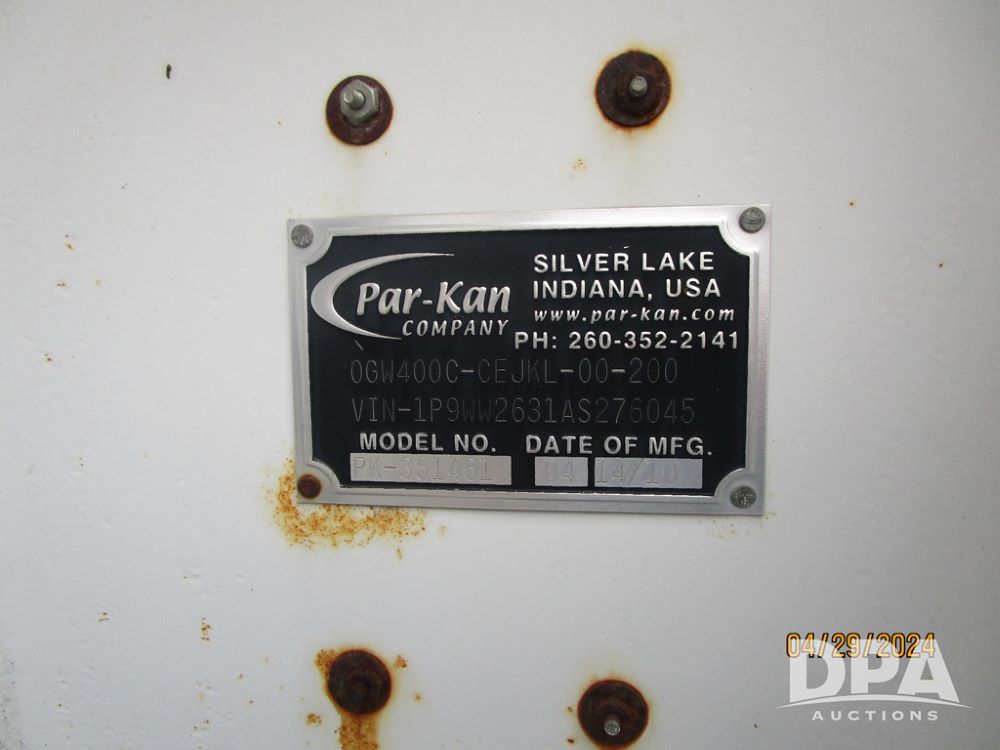 Par-Kan
COMPANY
SILVER LAKE
INDIANA, USA
www.par-kan.com
PH: 260-352-2141
OGW400C-CEJKL-00-200
VIN-1P9WW2631AS276045
MODEL NO. DATE OF MFG.
PK-351461 04 14/10
04/29/2024
DPA
AUCTIONS